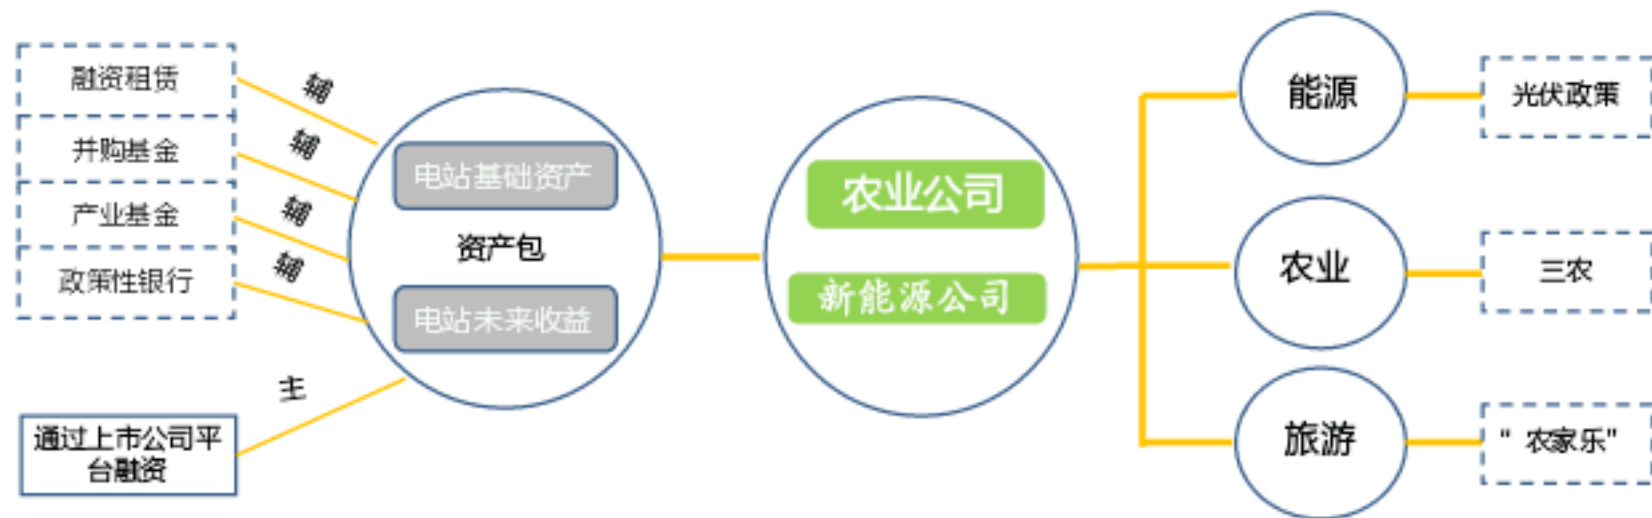 融资租赁
并购基金
产业基金
政策性银行
通过上市公司平
台融资
辅
辅
辅
辅
主
电站基础资产
资产包
电站未来收益
农业公司
新能源公司
能源
农业
旅游
光伏政策
三农
“农家乐”